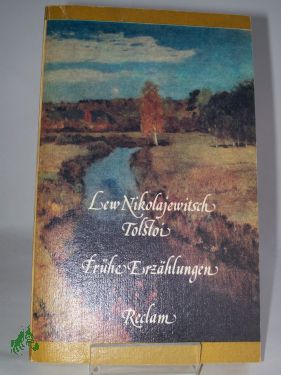 Lew Nikolajewitsch
Tolstoi
Frühe Erzählungen
Reclam